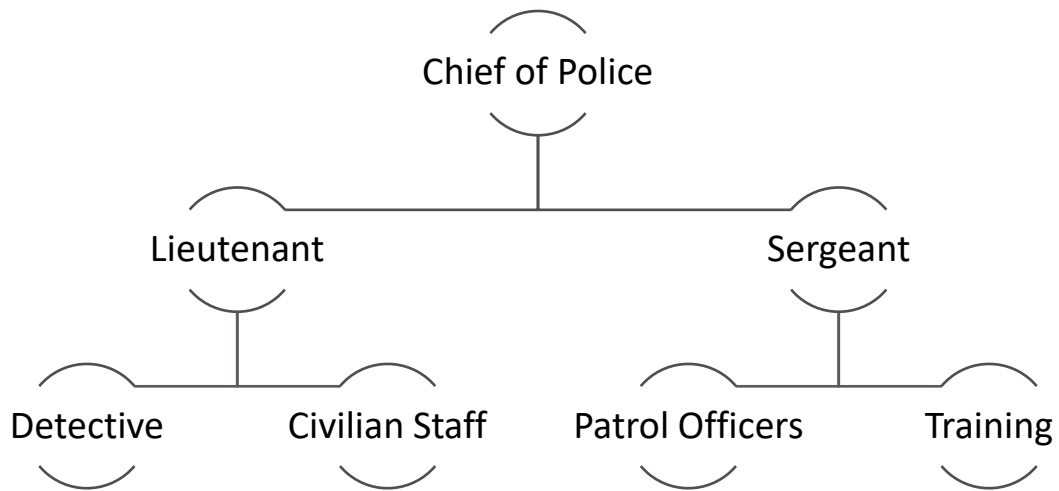 Chief of Police
Lieutenant
Sergeant
Detective
Civilian Staff
Patrol Officers
Training